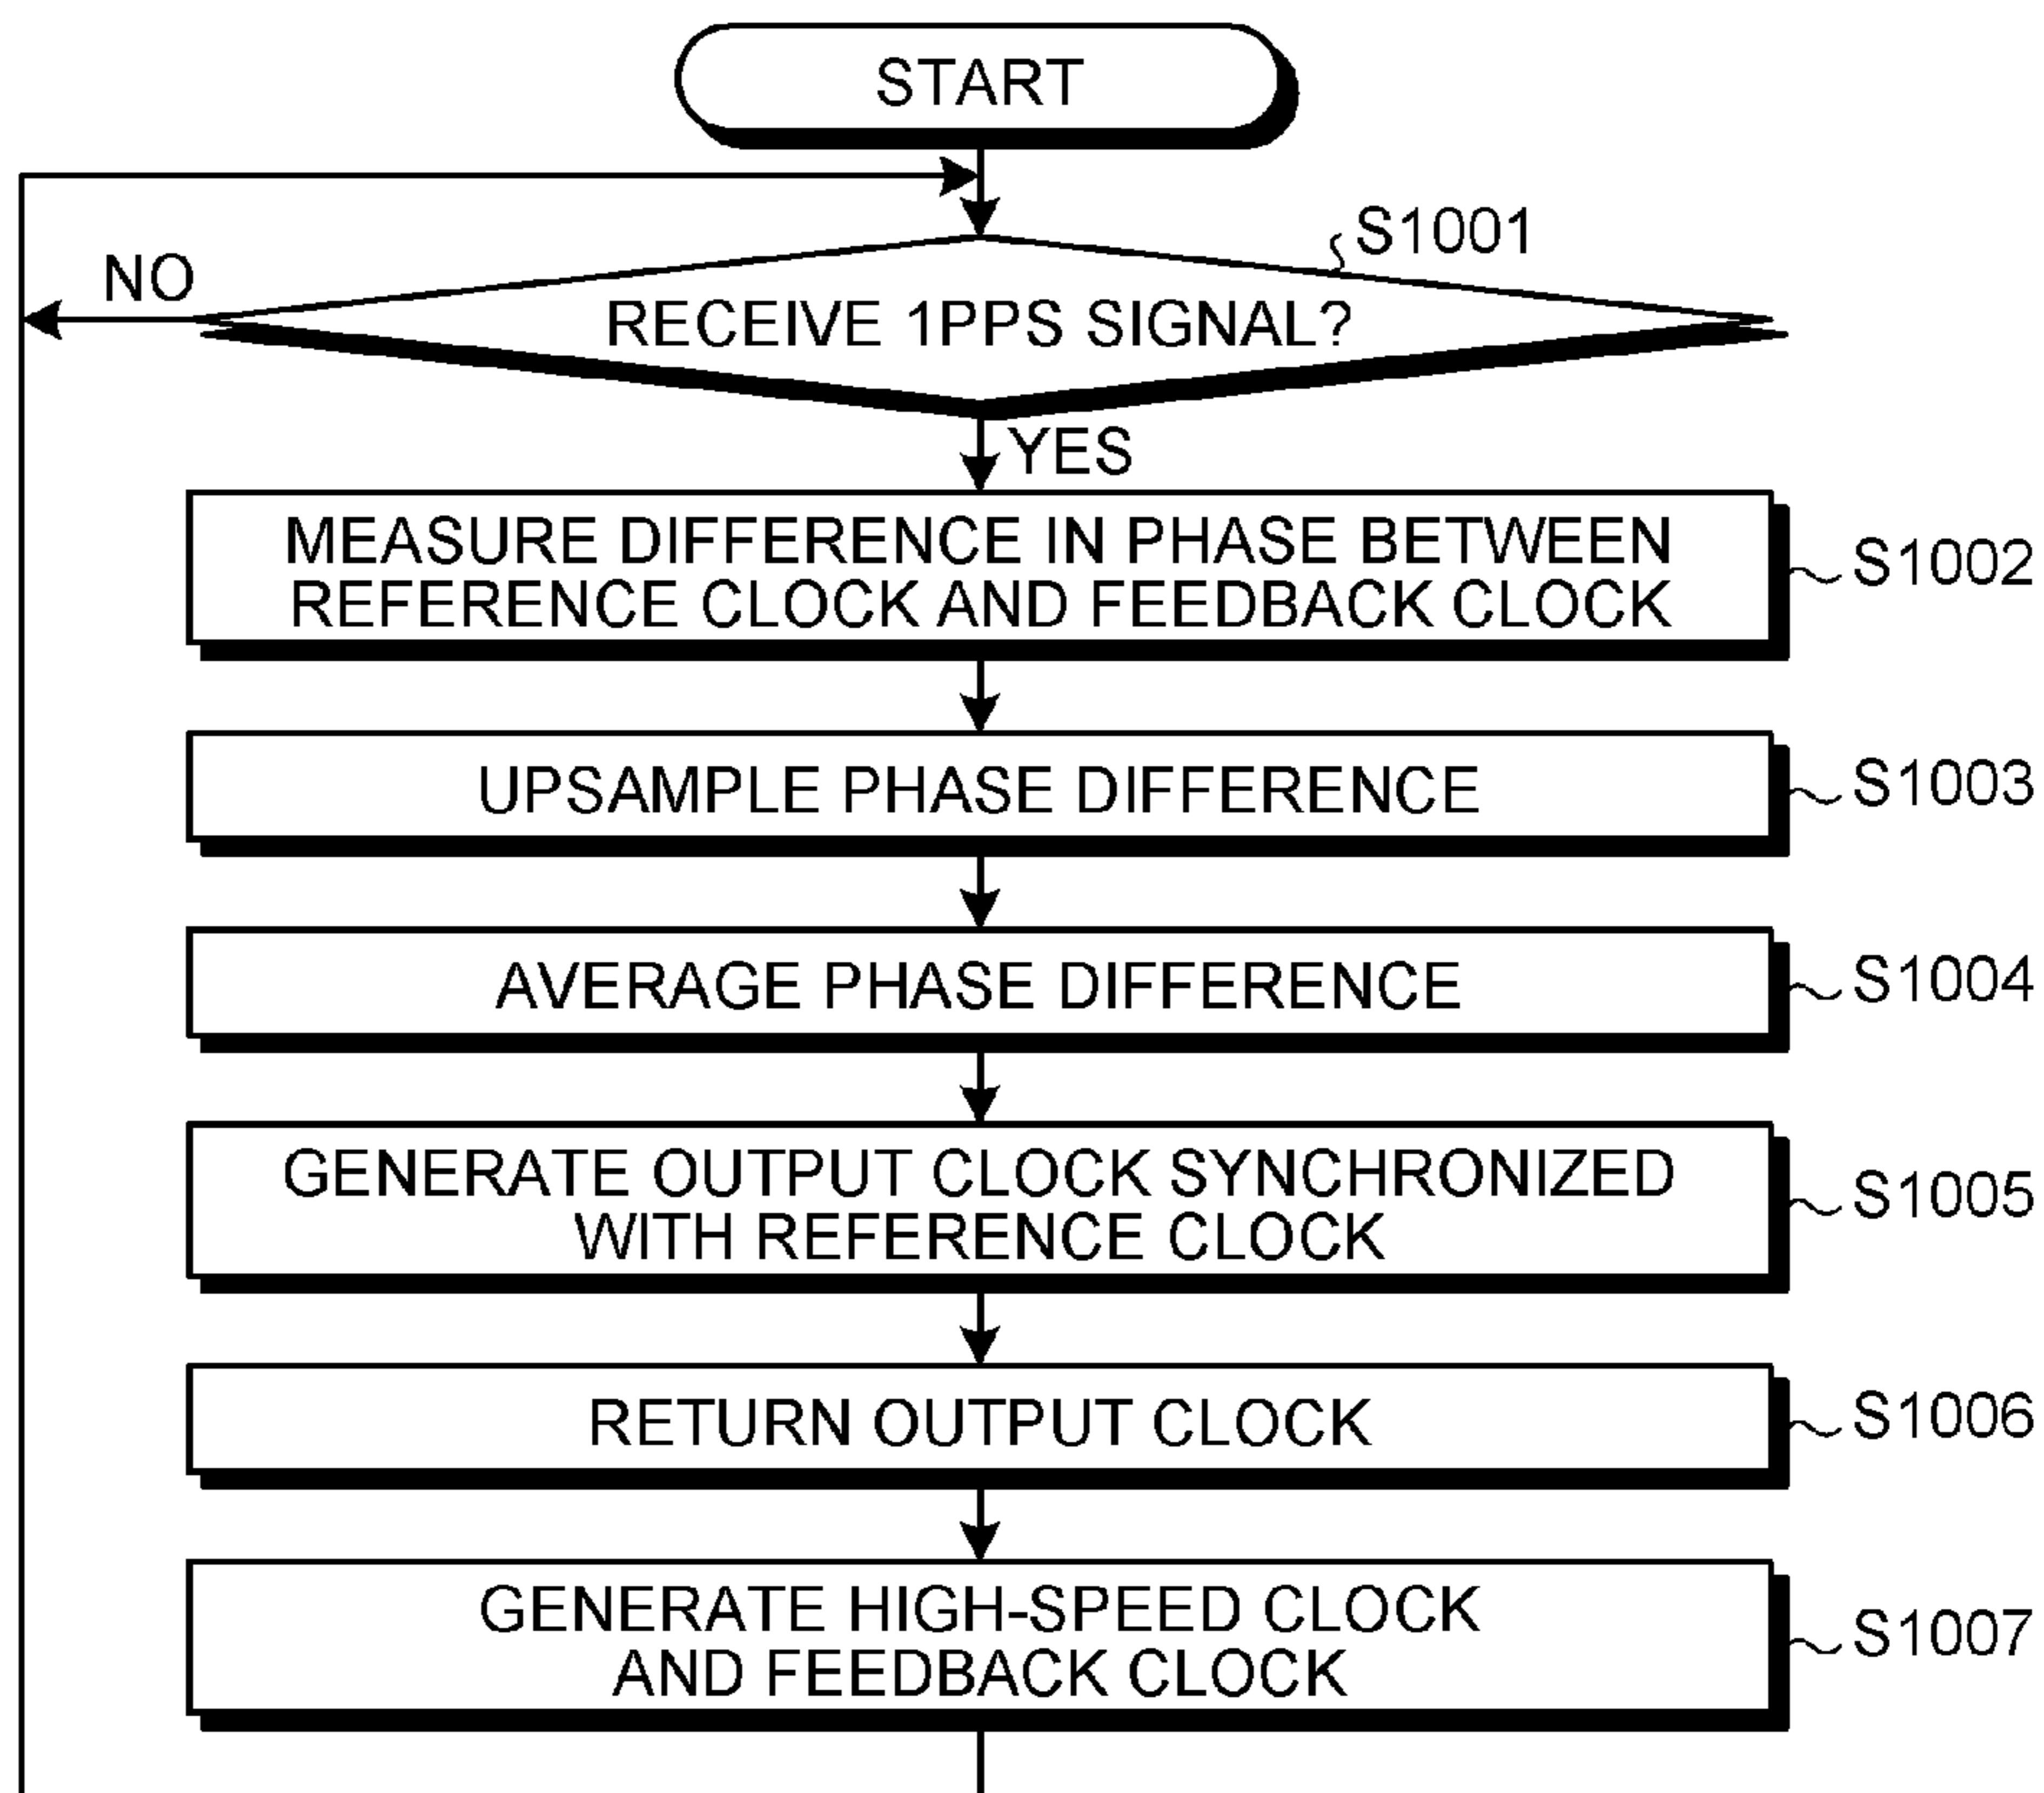 START
S1001
NO
RECEIVE 1PPS SIGNAL?
YES
MEASURE DIFFERENCE IN PHASE BETWEEN
REFERENCE CLOCK AND FEEDBACK CLOCK
S1002
UPSAMPLE PHASE DIFFERENCE
S1003
AVERAGE PHASE DIFFERENCE
S1004
GENERATE OUTPUT CLOCK SYNCHRONIZED
WITH REFERENCE CLOCK
S1005
RETURN OUTPUT CLOCK
S1006
GENERATE HIGH-SPEED CLOCK
AND FEEDBACK CLOCK
S1007